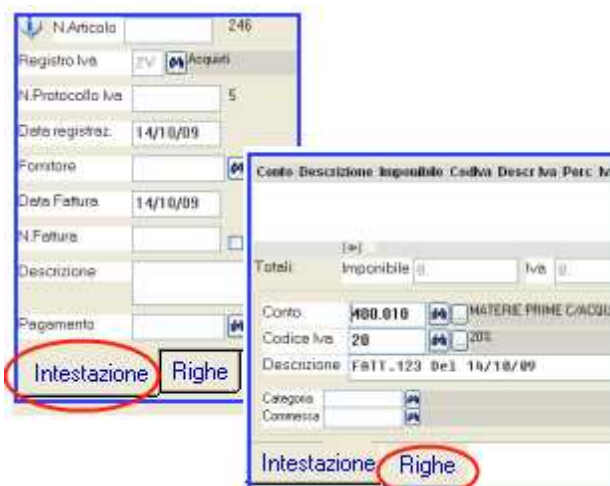 N.Articolo 246
Registro Iva ZV Acquisti
N.Protocollo Iva 5
Data registraz. 14/10/09
Fornitore
Data Fattura 14/10/09
N.Fattura
Descrizione
Pagamento
Intestazione Righe
Conto Descrizione Imponibile CodIva Descr Iva Perc Iv
Totali: Imponibile 0. Iva 0.
Conto 400.010 MATERIE PRIME C/ACQU
Codice Iva 20 20%
Descrizione FATT.123 Del 14/10/09
Categoria
Commessa
Intestazione Righe